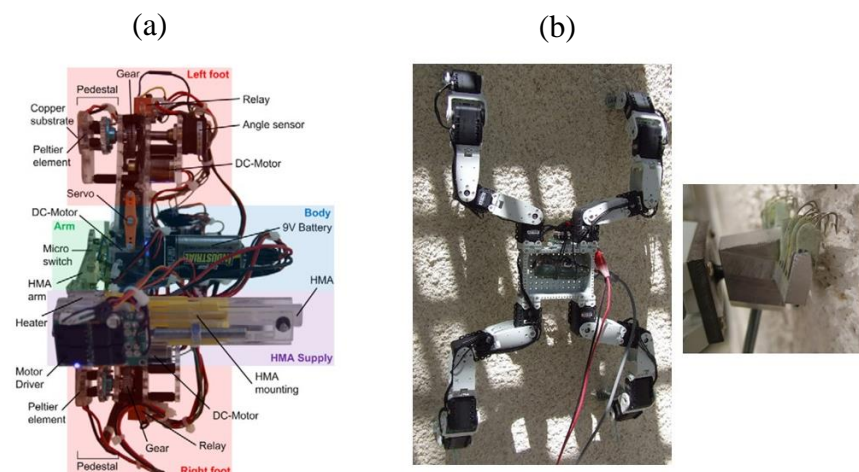 (a)
(b)
Gear
Left foot
Pedestal
Relay
Copper
substrate
Angle sensor
Peltier
element
DC-Motor
Servo
DC-Motor
Body
Arm
9V Battery
Micro
switch
INDUSTRIAL
HMA
arm
HMA
Heater
HMA Supply
Motor
Driver
HMA
mounting
Peltier
element
DC-Motor
Gear
Relay
Pedestal
Right foot